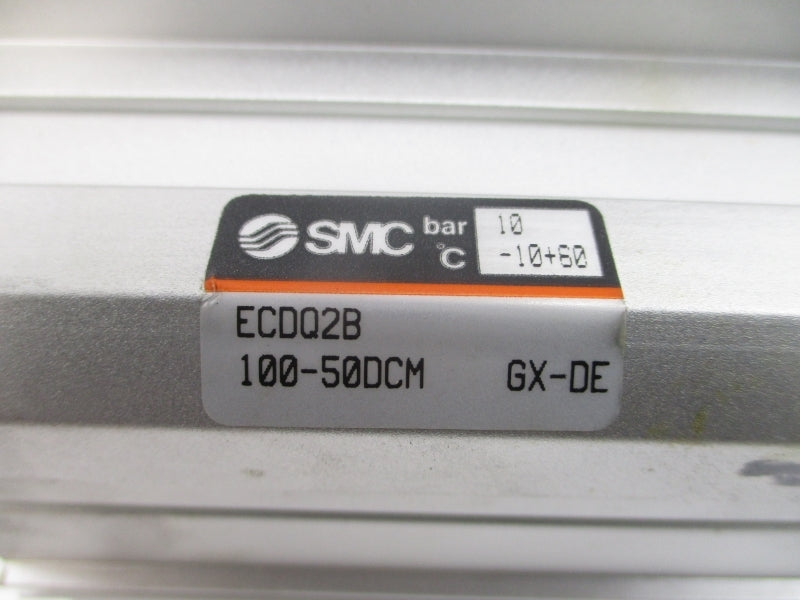 SMC bar 10
°C -10+60
ECDQ2B
100-50DCM GX-DE